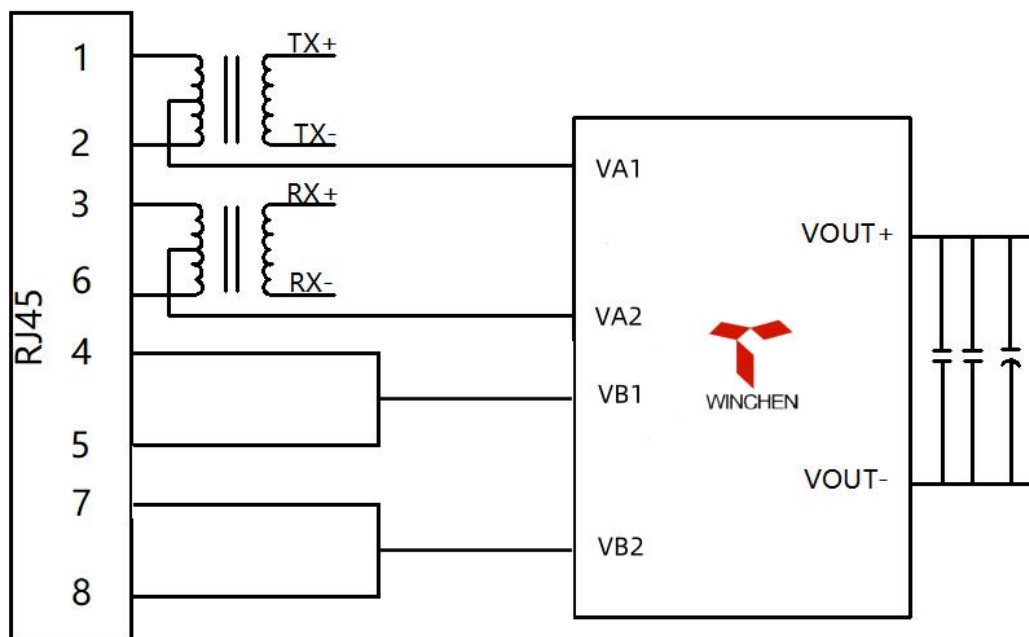 1
TX+
2
TX-
VA1
3
RX+
VOUT+
6
RX-
RJ45
VA2
4
VB1
WINCHEN
5
VOUT-
7
VB2
8